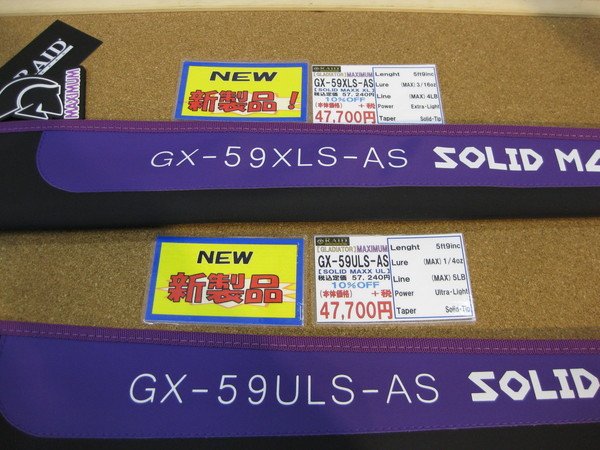 RAID
MAXIMUM
NEW
新製品！
RAID
[GLADIATOR] MAXIMUM
GX-59XLS-AS
[SOLID MAXX XL]
税込定価 57,240円
10%OFF
(本体価格) +税
47,700円
Lenght 5ft9inc
Lure (MAX) 3/16oz
Line (MAX) 4LB
Power Extra-Light
Taper Solid-Tip
GX-59XLS-AS SOLID MA
NEW
新製品
RAID
[GLADIATOR] MAXIMUM
GX-59ULS-AS
[SOLID MAXX UL]
税込定価 57,240円
10%OFF
(本体価格) +税
47,700円
Lenght 5ft9inc
Lure (MAX) 1/4oz
Line (MAX) 5LB
Power Ultra-Light
Taper Solid-Tip
GX-59ULS-AS SOLID